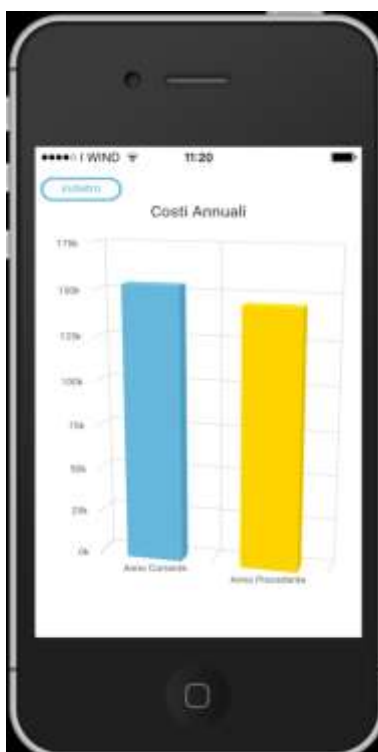 I WIND 11:20
Indietro
Costi Annuali
175k
150k
125k
100k
75k
50k
25k
0k
Anno Corrente
Anno Precedente